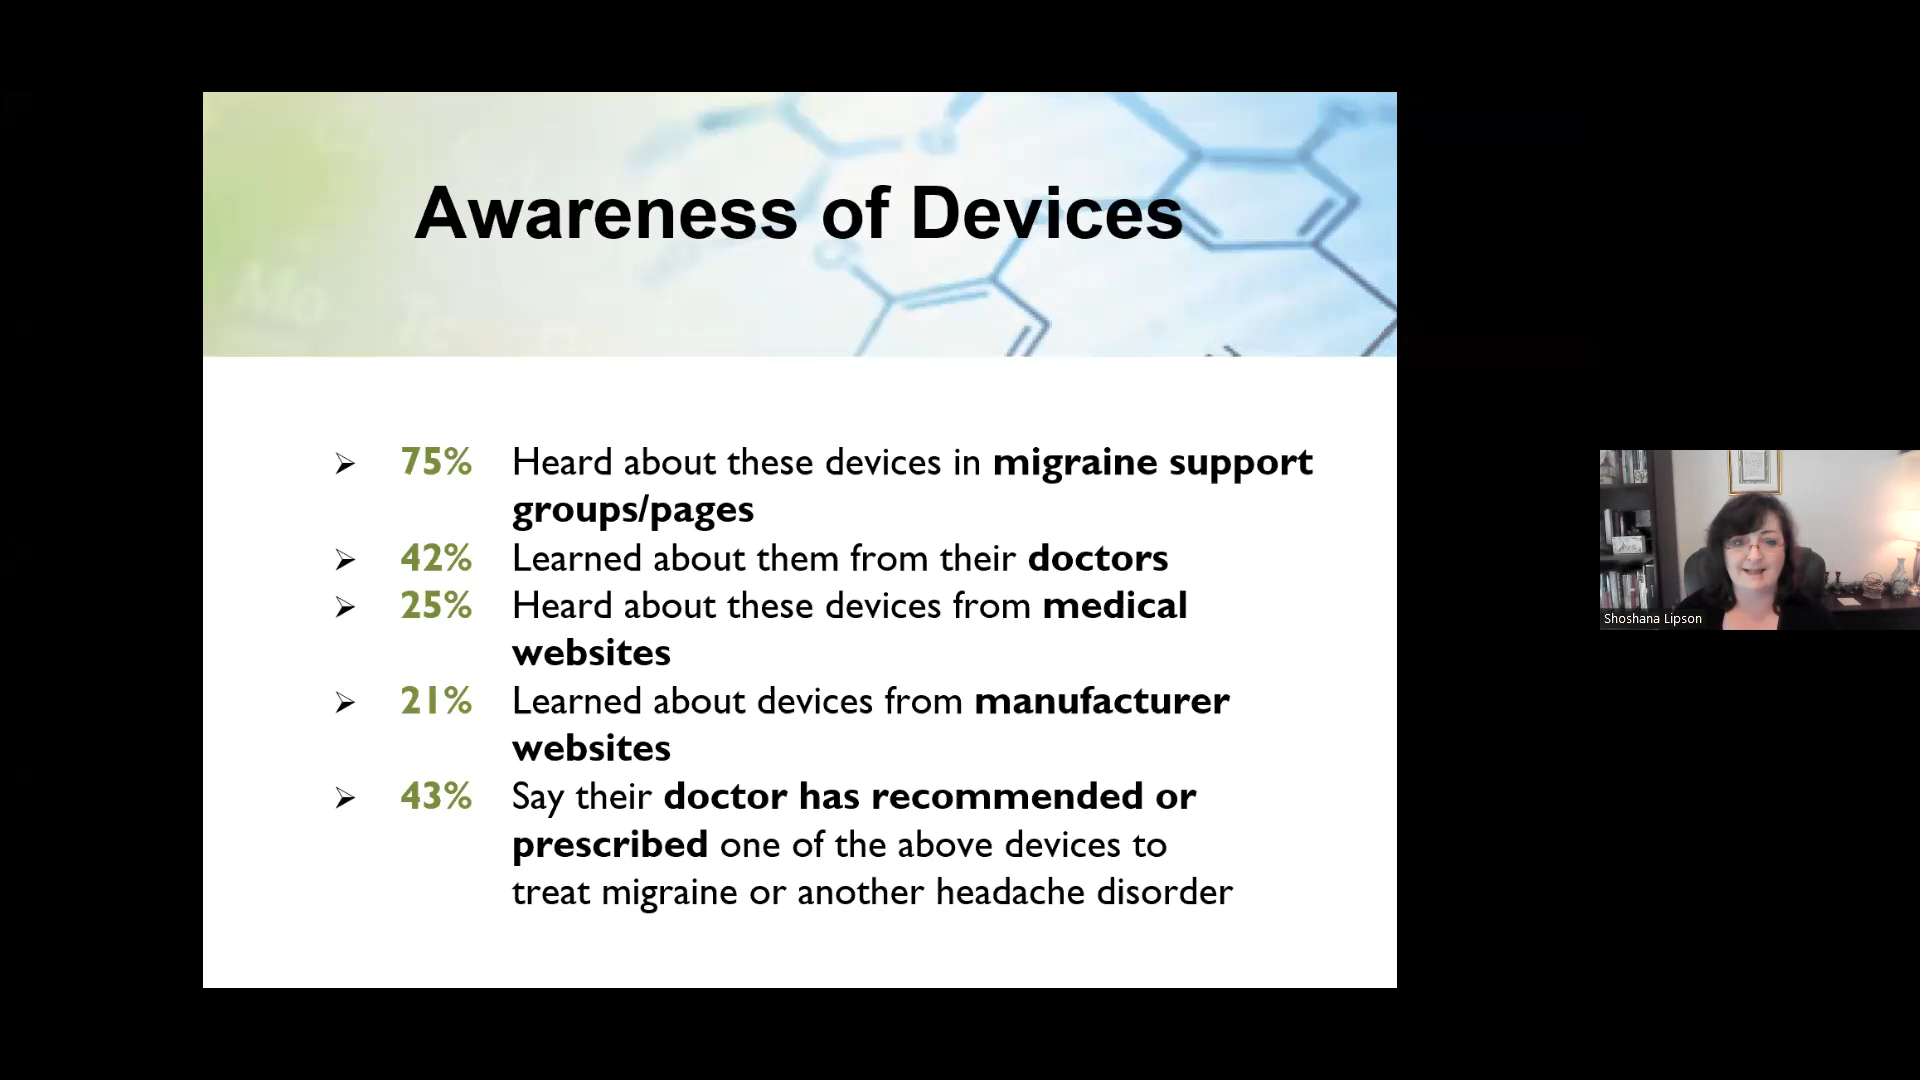 Awareness of Devices
Mo
Tc
➢ 75% Heard about these devices in migraine support
groups/pages
➢ 42% Learned about them from their doctors
➢ 25% Heard about these devices from medical
websites
➢ 21% Learned about devices from manufacturer
websites
➢ 43% Say their doctor has recommended or
prescribed one of the above devices to
treat migraine or another headache disorder
Shoshana Lipson